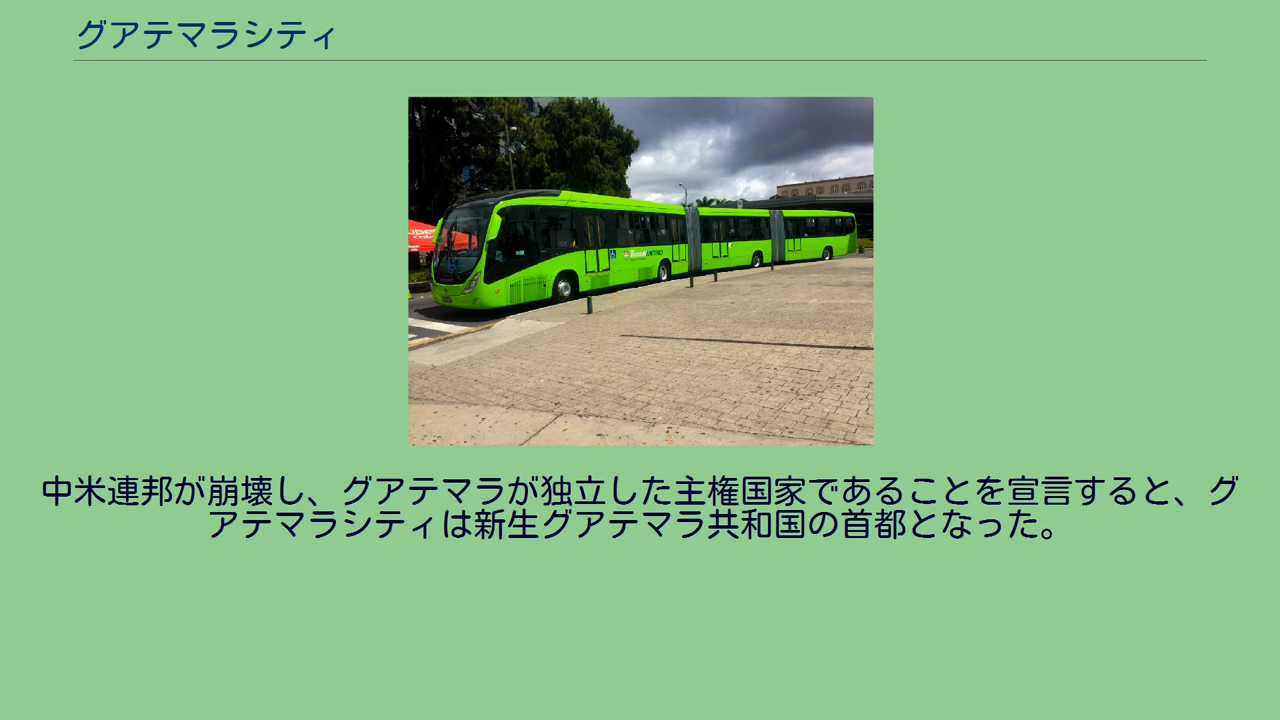 グアテマラシティ
TRANSMETRO
中米連邦が崩壊し、グアテマラが独立した主権国家であることを宣言すると、グ
アテマラシティは新生グアテマラ共和国の首都となった。